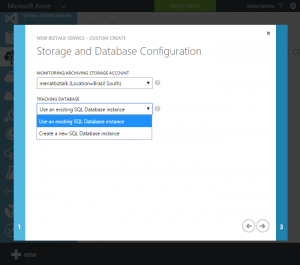 Microsoft Azure
Subscriptions
NEW BIZTALK SERVICE - CUSTOM CREATE
Storage and Database Configuration
MONITORING/ARCHIVING STORAGE ACCOUNT
(Location=Brazil South)
TRACKING DATABASE
Use an existing SQL Database instance
Use an existing SQL Database instance
Create a new SQL Database instance
1
3
NEW